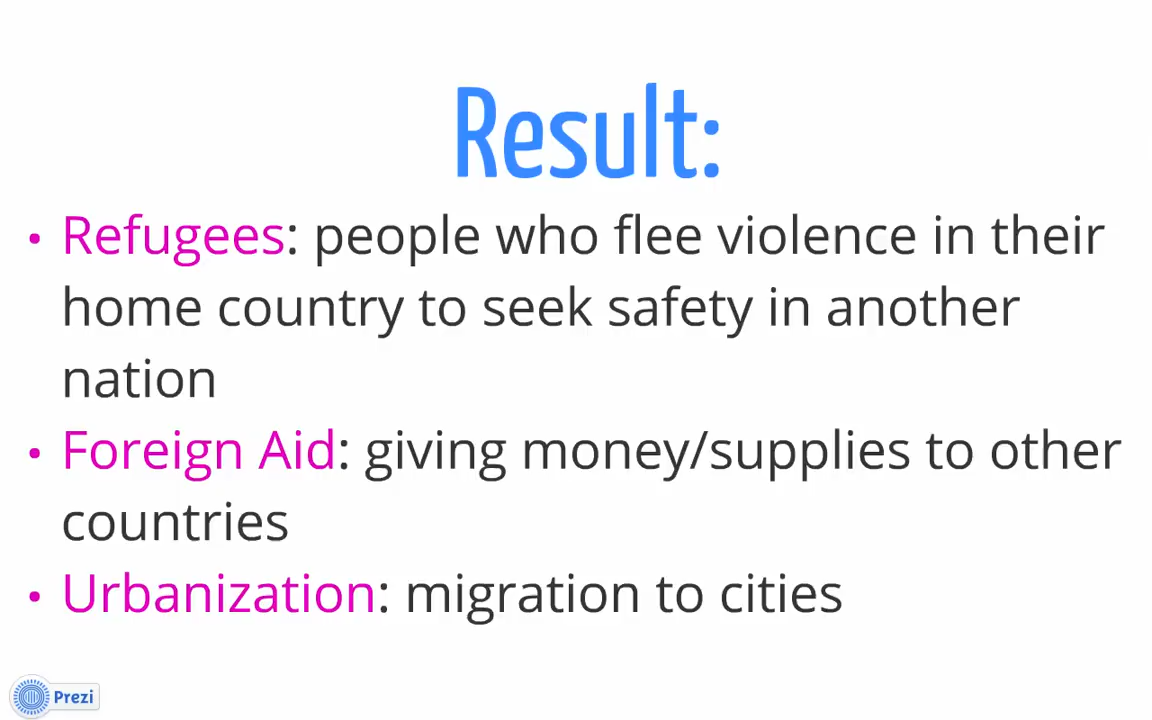 Result:
• Refugees: people who flee violence in their
home country to seek safety in another
nation
• Foreign Aid: giving money/supplies to other
countries
• Urbanization: migration to cities
Prezi